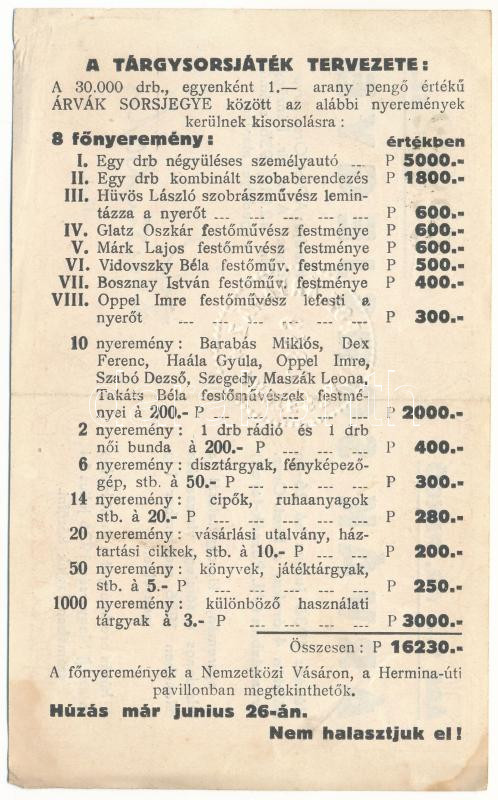 A TÁRGYSORSJÁTÉK TERVEZETE:
A 30.000 drb., egyenként 1.— arany pengő értékű
ÁRVÁK SORSJEGYE között az alábbi nyeremények
kerülnek kisorsolásra :
8 főnyeremény: értékben
I. Egy drb négyüléses személyautó ... P 5000.-
II. Egy drb kombinált szobaberendezés P 1800.-
III. Hüvös László szobrászművész lemin-
tázza a nyerőt ... ... ... ... ... P 600.-
IV. Glatz Oszkár festőművész festménye P 600.-
V. Márk Lajos festőművész festménye P 600.-
VI. Vidovszky Béla festőműv. festménye P 500.-
VII. Bosznay István festőműv. festménye P 400.-
VIII. Oppel Imre festőművész lefesti a
nyerőt ... ... ... ... ... P 300.-
10 nyeremény: Barabás Miklós, Dex
Ferenc, Haála Gyula, Oppel Imre,
Szabó Dezső, Szegedy Maszák Leona,
Takáts Béla festőművészek festmé-
nyei à 200.- P ... ... ... ... P 2000.-
2 nyeremény: 1 drb rádió és 1 drb
női bunda à 200.- P ... ... ... P 400.-
6 nyeremény: disztárgyak, fényképező-
gép, stb. à 50.- P ... ... ... ... P 300.-
14 nyeremény: cipők, ruhaanyagok
stb. à 20.- P ... ... ... ... P 280.-
20 nyeremény: vásárlási utalvány, ház-
tartási cikkek, stb. à 10.- P ... ... P 200.-
50 nyeremény: könyvek, játéktárgyak,
stb. à 5.- P ... ... ... ... P 250.-
1000 nyeremény: különböző használati
tárgyak à 3.- P ... ... ... ... P 3000.-
Összesen: P 16230.-
A főnyeremények a Nemzetközi Vásáron, a Hermina-úti
pavillonban megtekinthetők.
Húzás már junius 26-án.
Nem halasztjuk el!